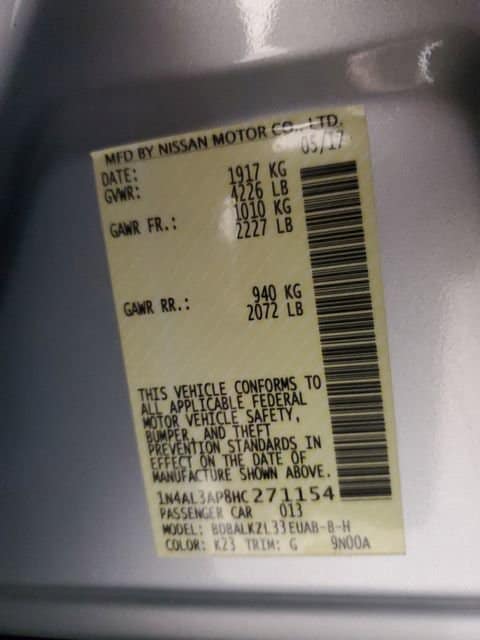 MFD BY NISSAN MOTOR CO., LTD.
DATE: 05/17
GVWR: 1917 KG
4226 LB
GAWR FR.: 1010 KG
2227 LB
GAWR RR.: 940 KG
2072 LB
THIS VEHICLE CONFORMS TO
ALL APPLICABLE FEDERAL
MOTOR VEHICLE SAFETY,
BUMPER, AND THEFT
PREVENTION STANDARDS IN
EFFECT ON THE DATE OF
MANUFACTURE SHOWN ABOVE.
1N4AL3AP8HC271154
PASSENGER CAR 013
MODEL: BDBALKZL33EUAB-B-H
COLOR: K23 TRIM: G 9N00A